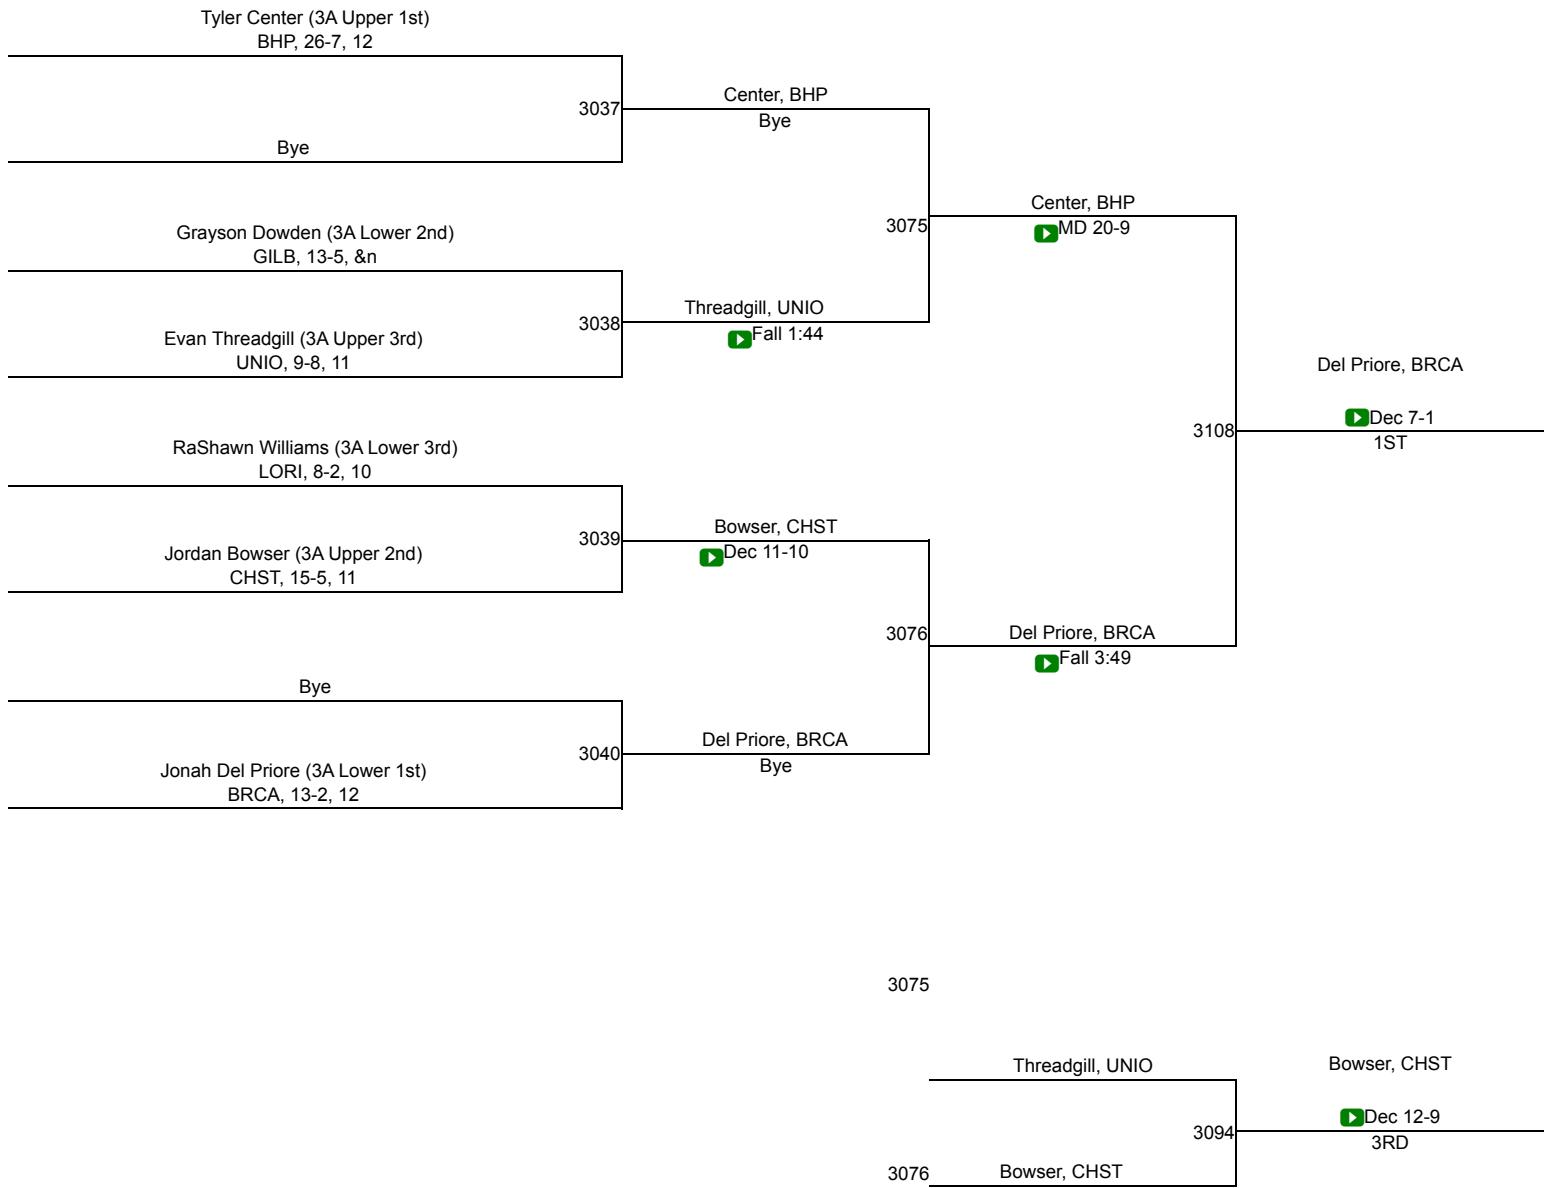 Tyler Center (3A Upper 1st)
BHP, 26-7, 12
3037
Center, BHP
Bye
Bye
3075
Center, BHP
MD 20-9
Grayson Dowden (3A Lower 2nd)
GILB, 13-5, &n
3038
Threadgill, UNIO
Fall 1:44
Evan Threadgill (3A Upper 3rd)
UNIO, 9-8, 11
Del Priore, BRCA
3108
Dec 7-1
1ST
RaShawn Williams (3A Lower 3rd)
LORI, 8-2, 10
3039
Bowser, CHST
Dec 11-10
Jordan Bowser (3A Upper 2nd)
CHST, 15-5, 11
3076
Del Priore, BRCA
Fall 3:49
Bye
3040
Del Priore, BRCA
Bye
Jonah Del Priore (3A Lower 1st)
BRCA, 13-2, 12
3075
Threadgill, UNIO
Bowser, CHST
3094
Dec 12-9
3RD
3076
Bowser, CHST